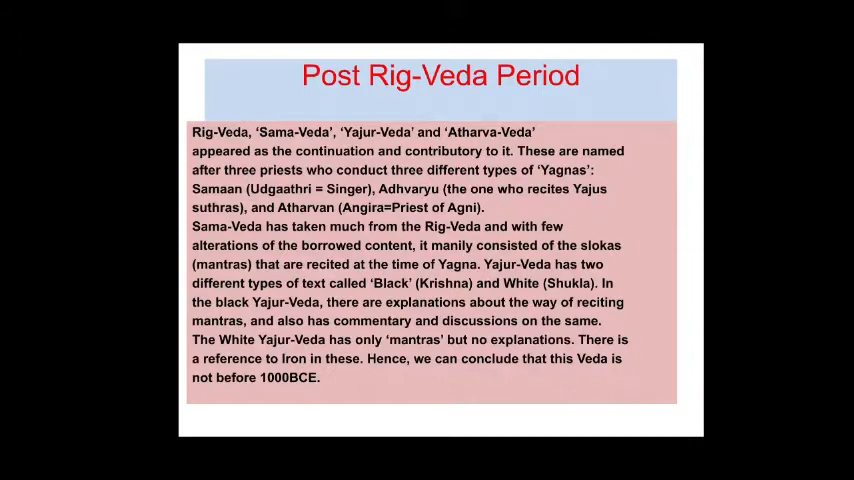 Post Rig-Veda Period
Rig-Veda, ‘Sama-Veda’, ‘Yajur-Veda’ and ‘Atharva-Veda’
appeared as the continuation and contributory to it. These are named
after three priests who conduct three different types of ‘Yagnas’:
Samaan (Udgaathri = Singer), Adhvaryu (the one who recites Yajus
suthras), and Atharvan (Angira=Priest of Agni).
Sama-Veda has taken much from the Rig-Veda and with few
alterations of the borrowed content, it manily consisted of the slokas
(mantras) that are recited at the time of Yagna. Yajur-Veda has two
different types of text called ‘Black’ (Krishna) and White (Shukla). In
the black Yajur-Veda, there are explanations about the way of reciting
mantras, and also has commentary and discussions on the same.
The White Yajur-Veda has only ‘mantras’ but no explanations. There is
a reference to Iron in these. Hence, we can conclude that this Veda is
not before 1000BCE.